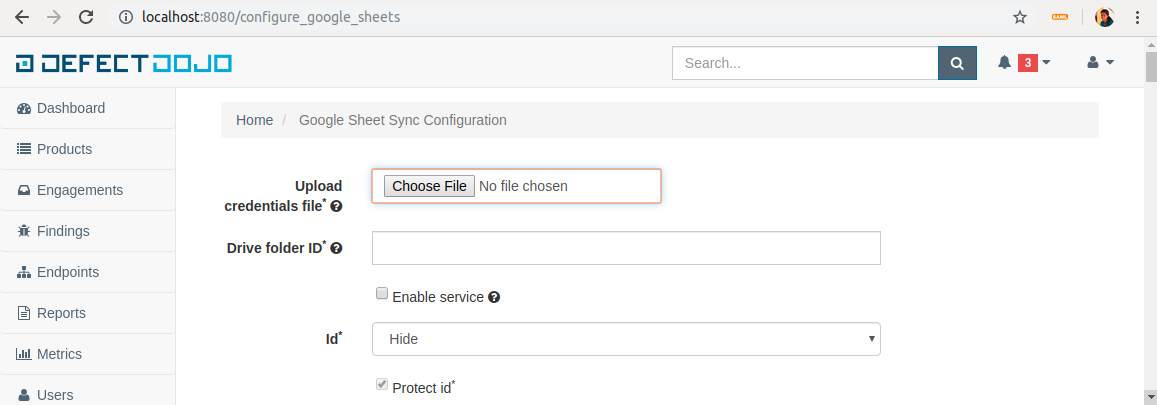 localhost:8080/configure_google_sheets
DEFECTDOJO
Search...
3
Dashboard
Products
Engagements
Findings
Endpoints
Reports
Metrics
Users
Home / Google Sheet Sync Configuration
Upload
credentials file*
Choose File No file chosen
Drive folder ID*
Enable service
Id*
Hide
Protect id*